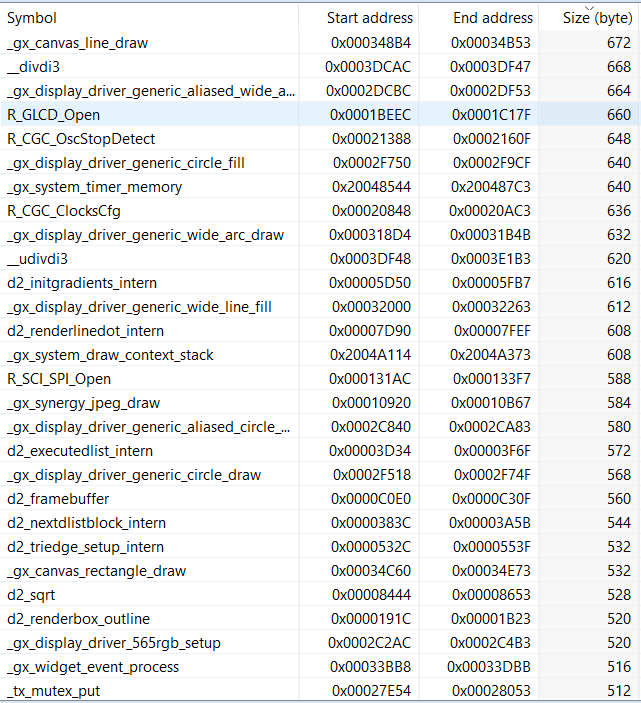 Symbol Start address End address Size (byte)
_gx_canvas_line_draw 0x000348B4 0x00034B53 672
__divdi3 0x0003DCAC 0x0003DF47 668
_gx_display_driver_generic_aliased_wide_a... 0x0002DCBC 0x0002DF53 664
R_GLCD_Open 0x0001BEEC 0x0001C17F 660
R_CGC_OscStopDetect 0x00021388 0x0002160F 648
_gx_display_driver_generic_circle_fill 0x0002F750 0x0002F9CF 640
_gx_system_timer_memory 0x20048544 0x200487C3 640
R_CGC_ClocksCfg 0x00020848 0x00020AC3 636
_gx_display_driver_generic_wide_arc_draw 0x000318D4 0x00031B4B 632
__udivdi3 0x0003DF48 0x0003E1B3 620
d2_initgradients_intern 0x00005D50 0x00005FB7 616
_gx_display_driver_generic_wide_line_fill 0x00032000 0x00032263 612
d2_renderlinedot_intern 0x00007D90 0x00007FEF 608
_gx_system_draw_context_stack 0x2004A114 0x2004A373 608
R_SCI_SPI_Open 0x000131AC 0x000133F7 588
_gx_synergy_jpeg_draw 0x00010920 0x00010B67 584
_gx_display_driver_generic_aliased_circle_... 0x0002C840 0x0002CA83 580
d2_executedlist_intern 0x00003D34 0x00003F6F 572
_gx_display_driver_generic_circle_draw 0x0002F518 0x0002F74F 568
d2_framebuffer 0x0000C0E0 0x0000C30F 560
d2_nextdlistblock_intern 0x0000383C 0x00003A5B 544
d2_triedge_setup_intern 0x0000532C 0x0000553F 532
_gx_canvas_rectangle_draw 0x00034C60 0x00034E73 532
d2_sqrt 0x00008444 0x00008653 528
d2_renderbox_outline 0x0000191C 0x00001B23 520
_gx_display_driver_565rgb_setup 0x0002C2AC 0x0002C4B3 520
_gx_widget_event_process 0x00033BB8 0x00033DBB 516
_tx_mutex_put 0x00027E54 0x00028053 512